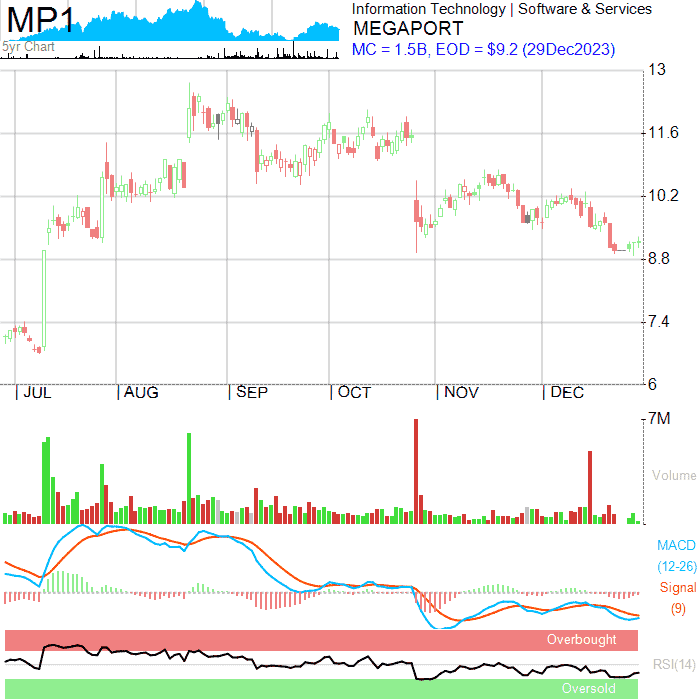 MP1
5yr Chart
Information Technology | Software & Services
MEGAPORT
MC = 1.5B, EOD = $9.2 (29Dec2023)
13
11.6
10.2
8.8
7.4
6
| JUL | AUG | SEP | OCT | NOV | DEC
7M
Volume
MACD
(12-26)
Signal
(9)
Overbought
RSI(14)
Oversold